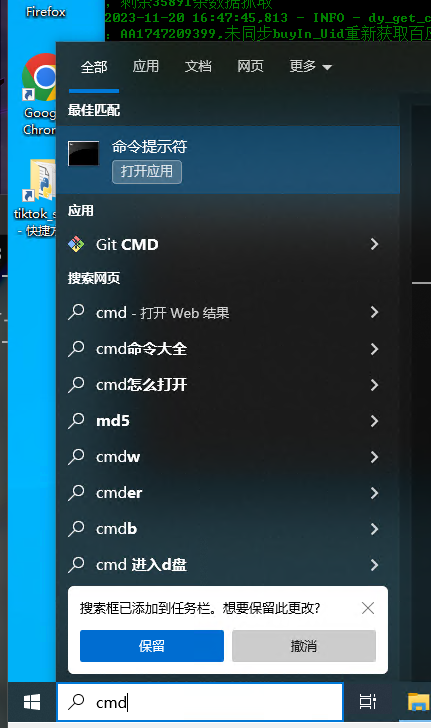 Firefox
，剩余35891条数据抓取
2023-11-20 16:47:45,813 - INFO - dy_get_c
：AA1747209399,未同步buyIn_Uid重新获取百应
Goog
Chron
tiktok_s
- 快捷方
全部 应用 文档 网页 更多
最佳匹配
命令提示符
打开应用
应用
Git CMD
搜索网页
cmd - 打开 Web 结果
cmd命令大全
cmd怎么打开
md5
cmdw
cmder
cmdb
cmd 进入d盘
搜索框已添加到任务栏。想要保留此更改?
保留 撤消
cmd